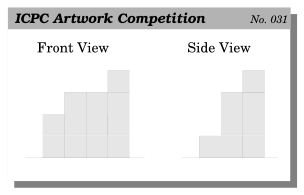 ICPC Artwork Competition No. 031
Front View Side View